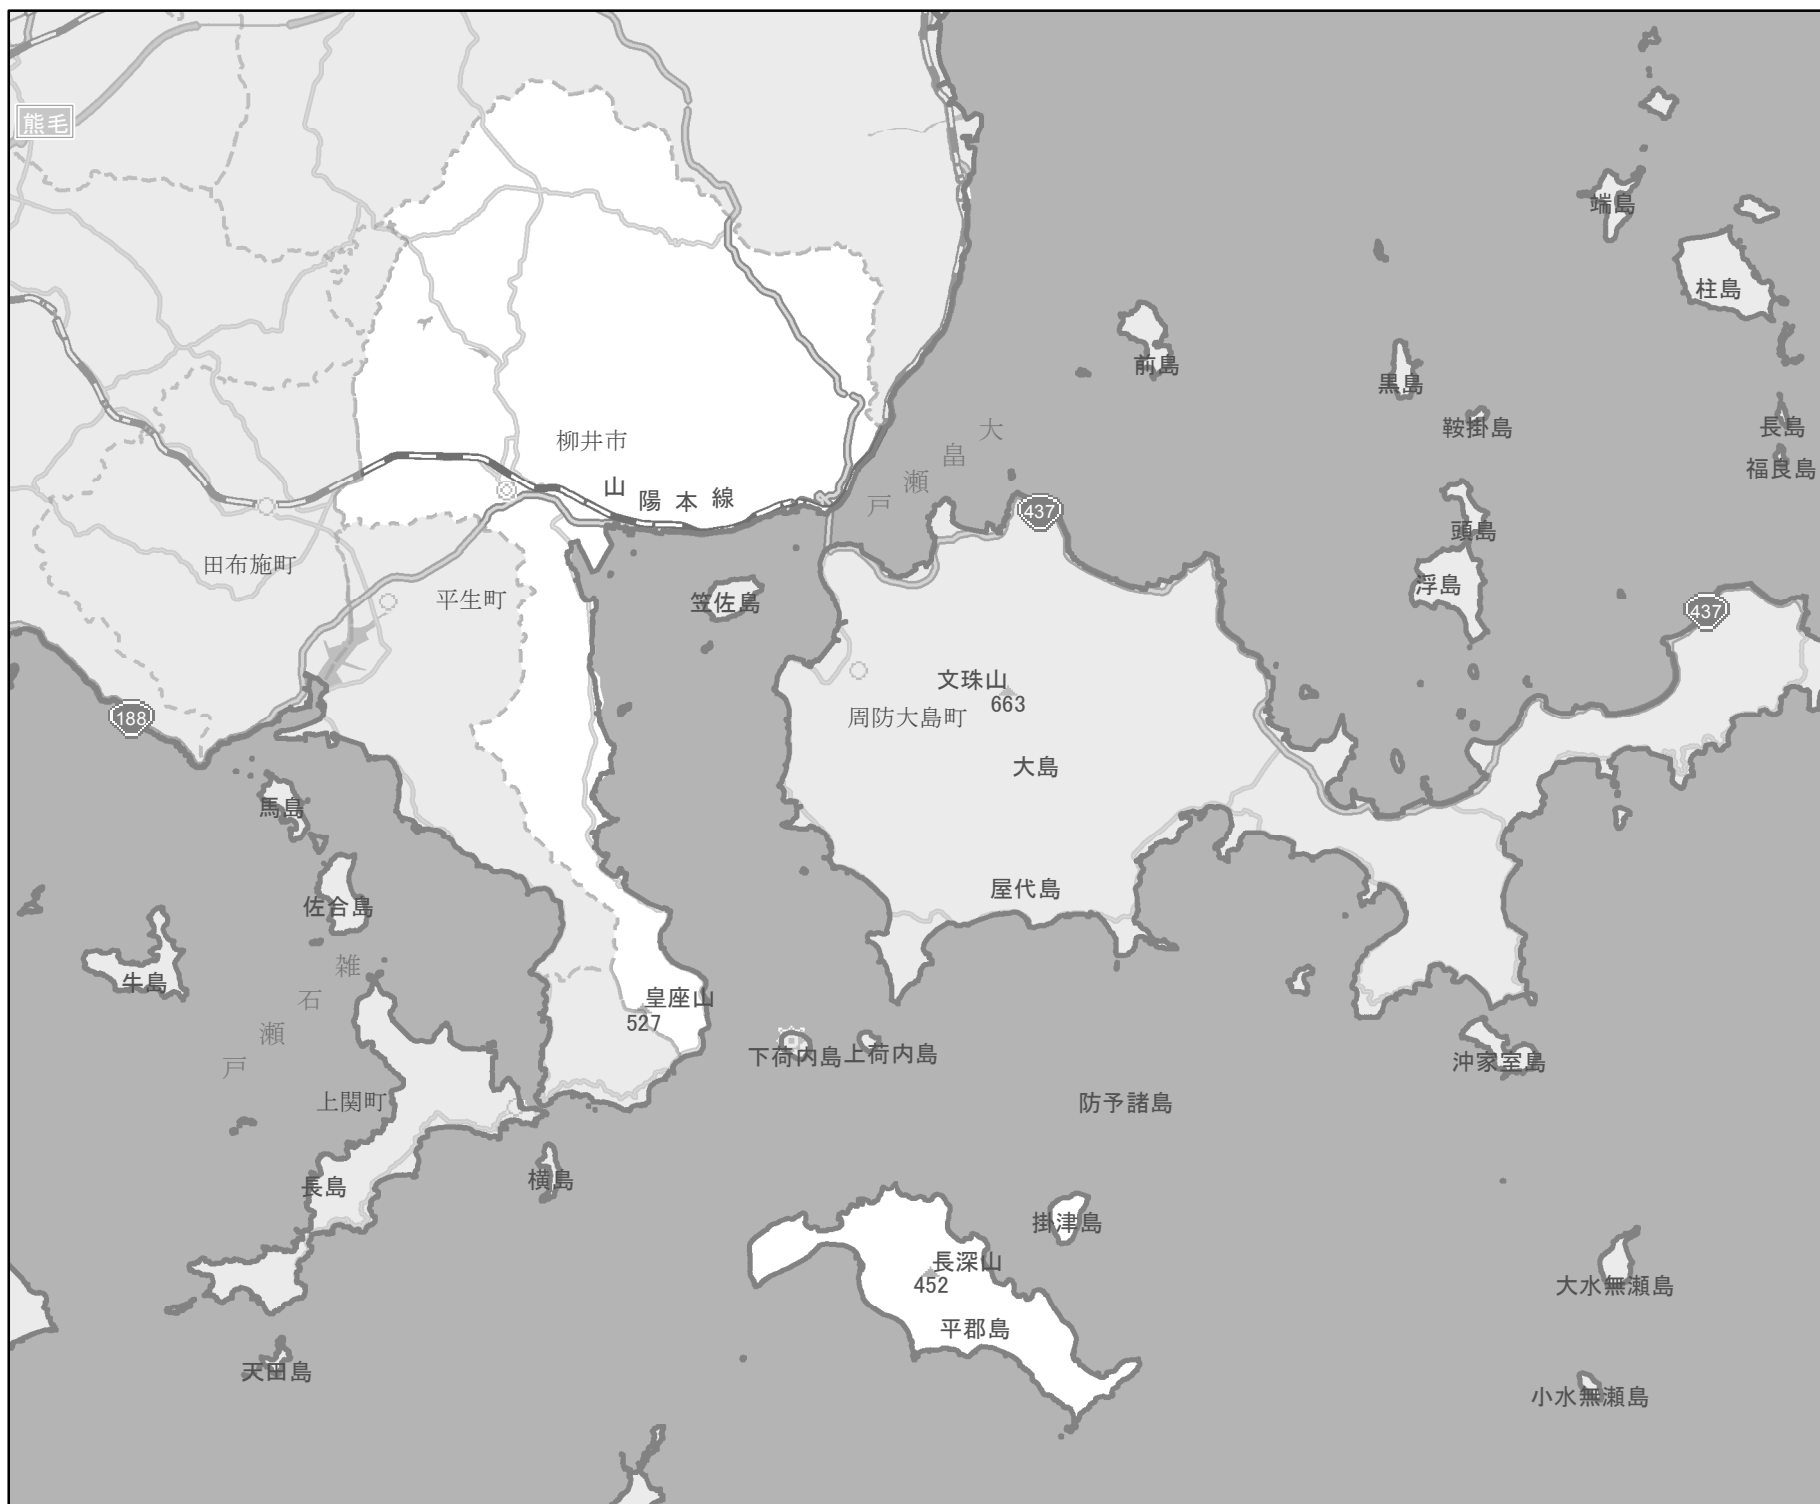 熊毛
端島
柱島
前島
黒島
鞍掛島
長島
福良島
大畠瀬戸
柳井市
山陽本線
437
頭島
浮島
437
田布施町
平生町
笠佐島
文珠山
663
周防大島町
188
大島
馬島
屋代島
佐合島
牛島
雑石瀬戸
皇座山
527
下荷内島
上荷内島
沖家室島
上関町
防予諸島
長島
横島
掛津島
長深山
452
平郡島
大水無瀬島
天田島
小水無瀬島